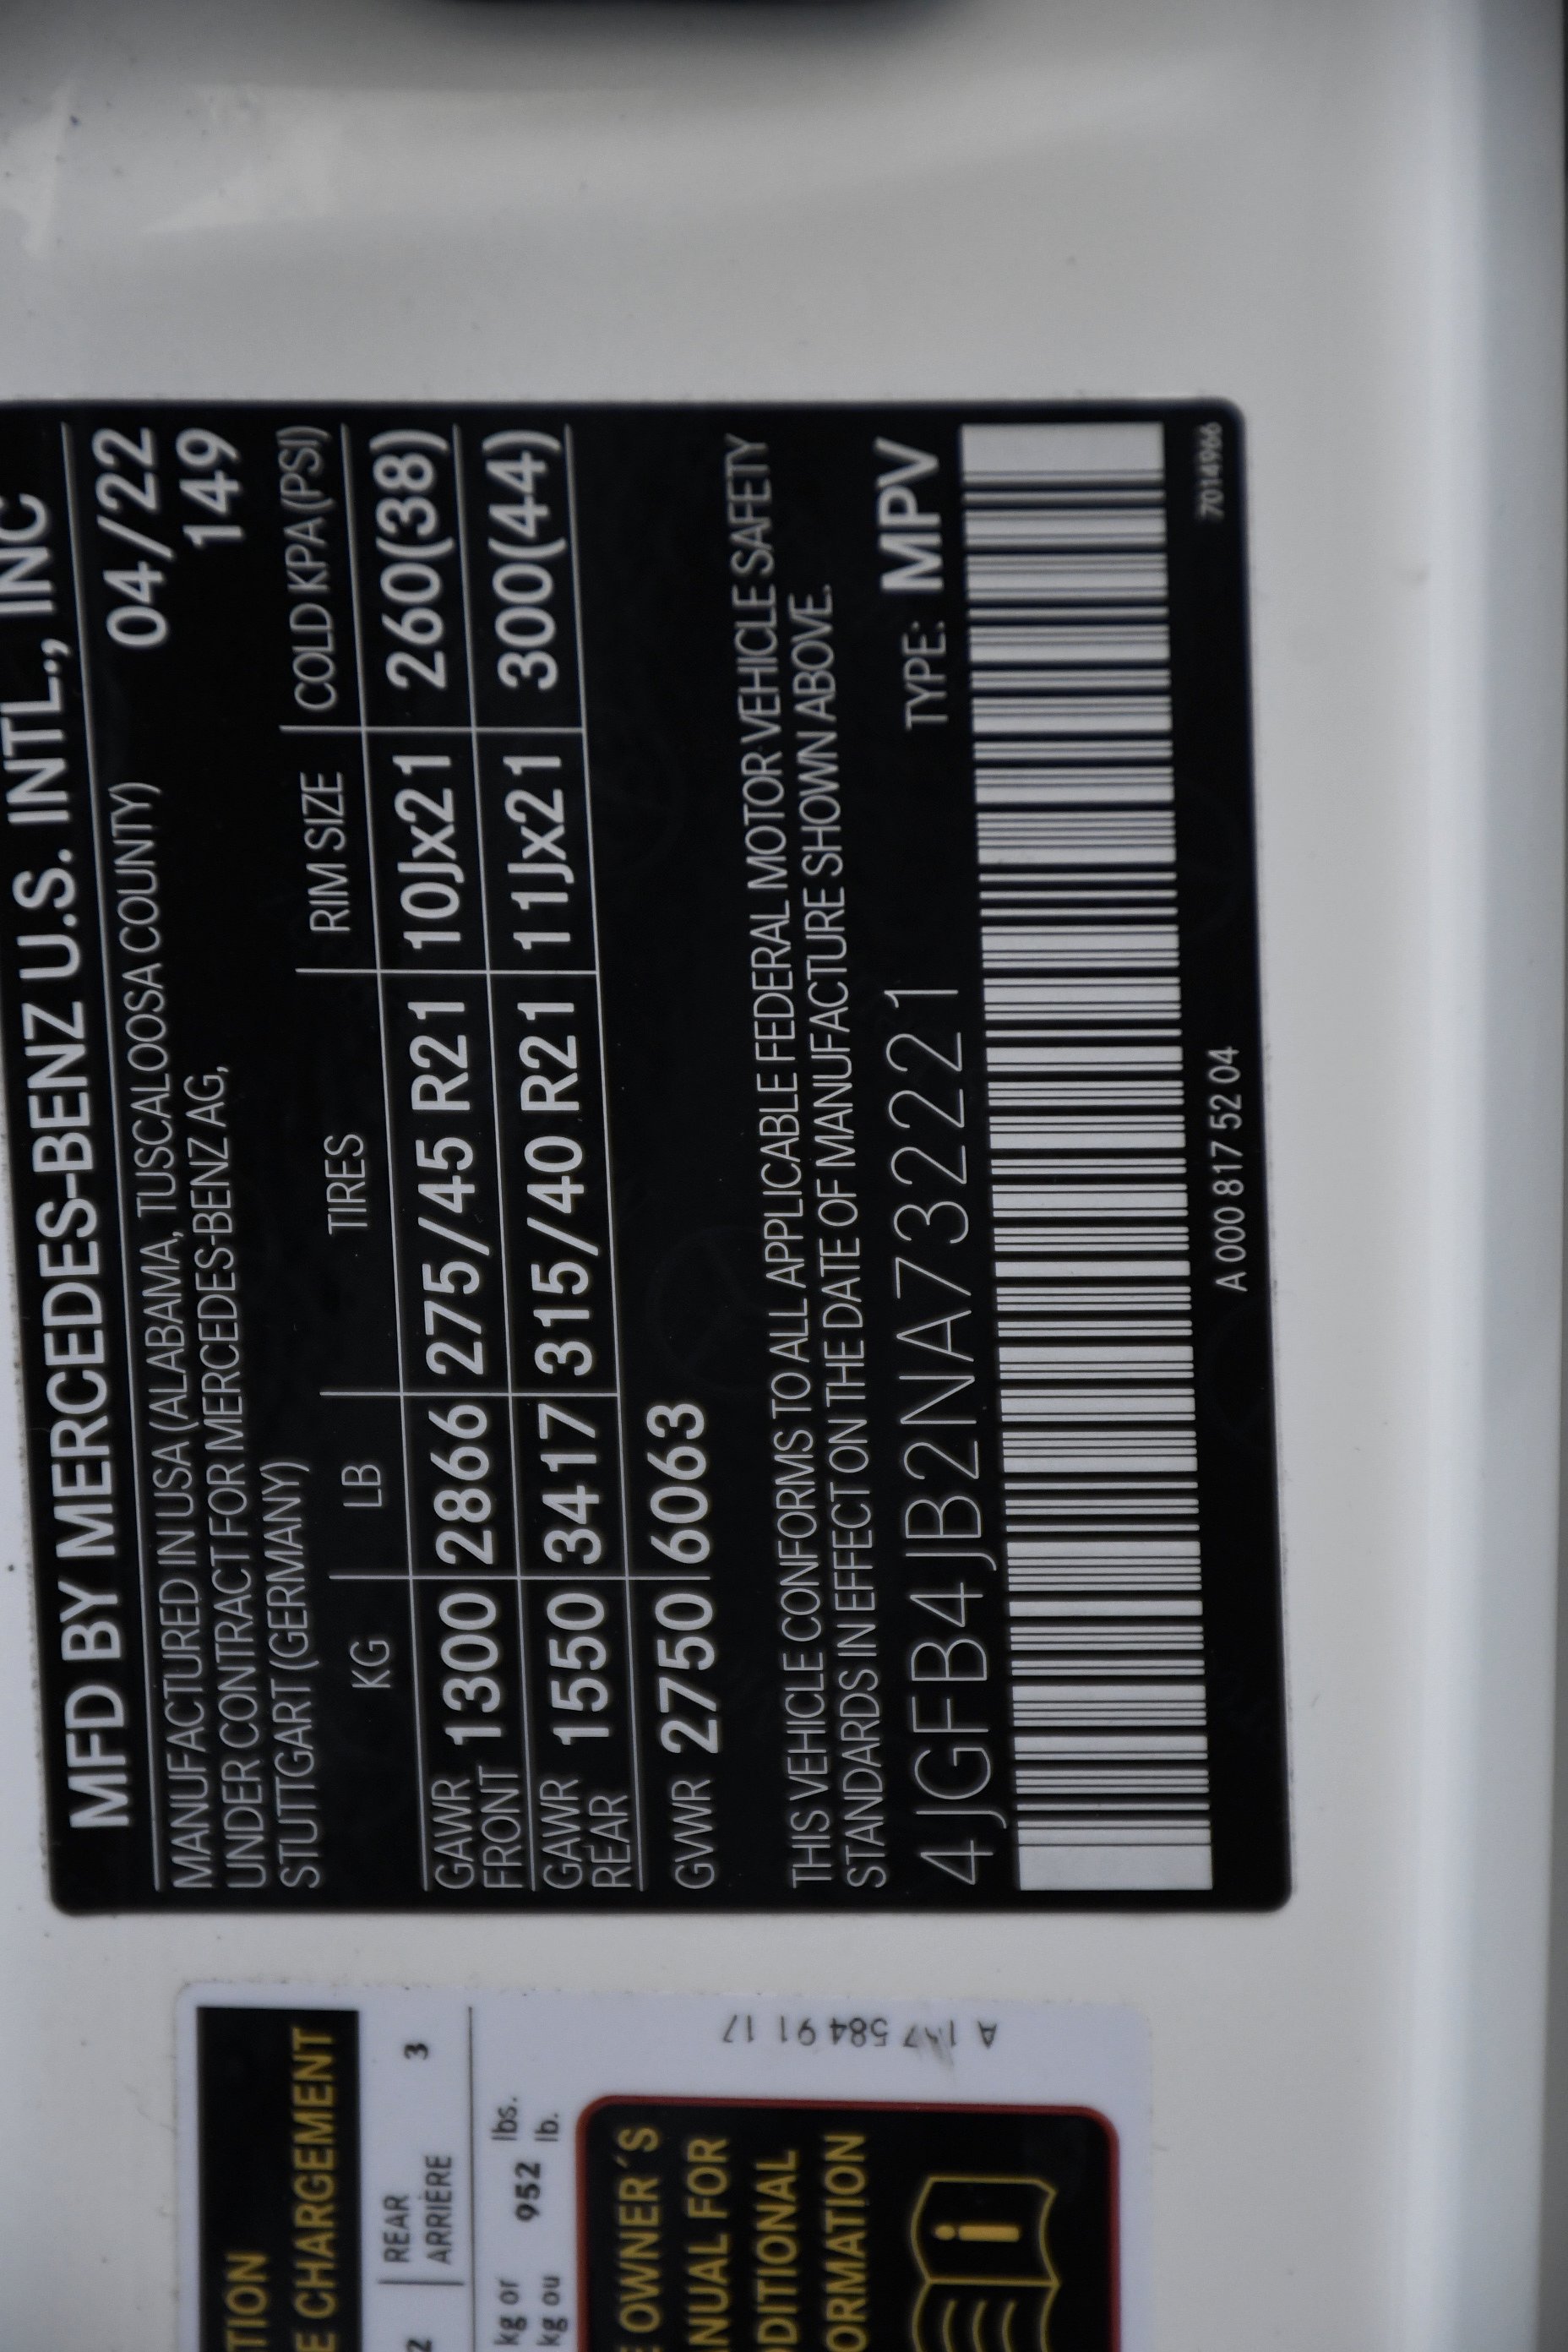 MFD BY MERCEDES-BENZ U.S. INTL., INC
MANUFACTURED IN USA (ALABAMA, TUSCALOOSA COUNTY) 04/22
UNDER CONTRACT FOR MERCEDES-BENZ AG, 149
STUTTGART (GERMANY)
KG LB TIRES RIM SIZE COLD KPA (PSI)
GAWR FRONT 1300 2866 275/45 R21 10Jx21 260(38)
GAWR REAR 1550 3417 315/40 R21 11Jx21 300(44)
GVWR 2750 6063
THIS VEHICLE CONFORMS TO ALL APPLICABLE FEDERAL MOTOR VEHICLE SAFETY
STANDARDS IN EFFECT ON THE DATE OF MANUFACTURE SHOWN ABOVE.
4JGFB4JB2NA732221 TYPE: MPV
A 000 817 52 04 7014966
TION
E CHARGEMENT
2 REAR 3
ARRIÈRE
kg or 952 lbs.
kg ou lb.
E OWNER´S
ANUAL FOR
DDITIONAL
ORMATION
i
584 91 17